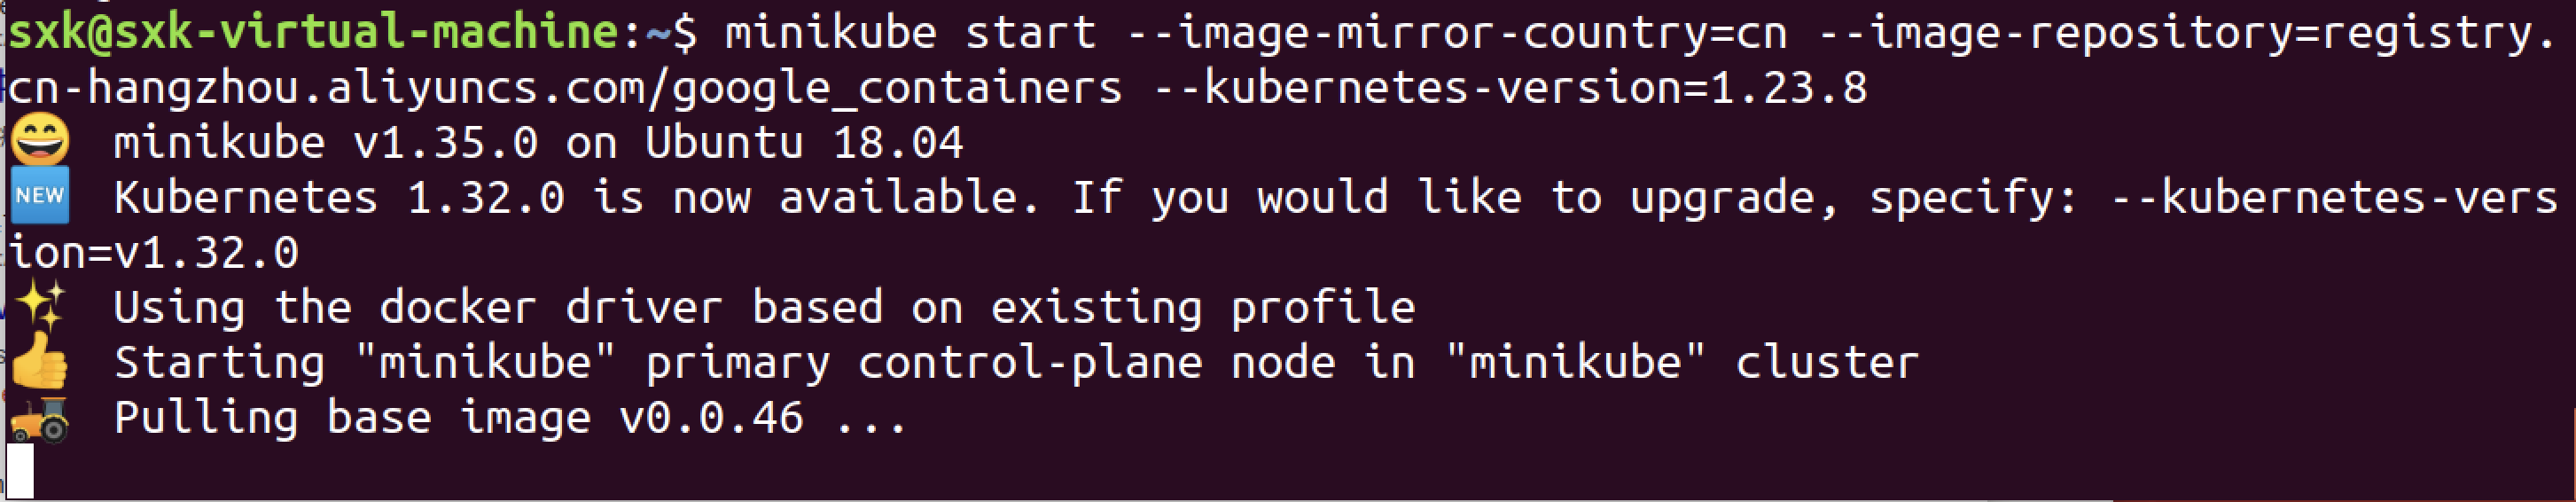 sxk@sxk-virtual-machine:~$ minikube start --image-mirror-country=cn --image-repository=registry.
cn-hangzhou.aliyuncs.com/google_containers --kubernetes-version=1.23.8
😄  minikube v1.35.0 on Ubuntu 18.04
🆕  Kubernetes 1.32.0 is now available. If you would like to upgrade, specify: --kubernetes-vers
ion=v1.32.0
✨  Using the docker driver based on existing profile
👍  Starting "minikube" primary control-plane node in "minikube" cluster
🚜  Pulling base image v0.0.46 ...